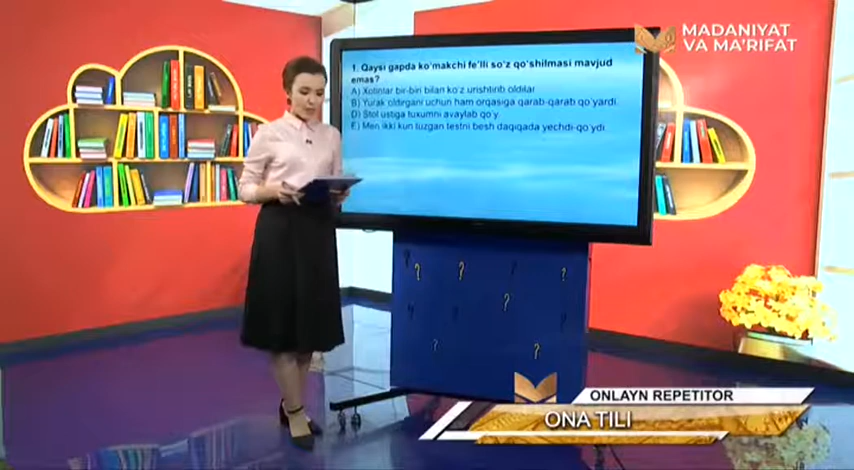 MADANIYAT
VA MA'RIFAT
1. Qaysi gapda ko'makchi fe'lli so'z qo'shilmasi mavjud
emas?
A) Xotinlar bir-biri bilan ko'z urishtirib oldilar
B) Yurak oldirgani uchun ham orqasiga qarab-qarab qo'yardi.
D) Stol ustiga tuxumni avaylab qo'y.
E) Men ikki kun tuzgan testni besh daqiqada yechdi-qo'ydi.
ONLAYN REPETITOR
ONA TILI